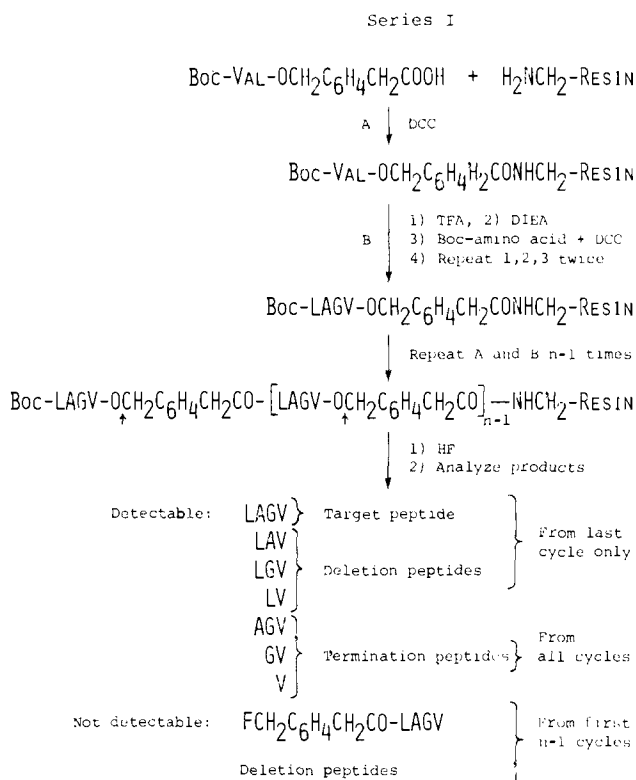 Series I
Boc-Val-OCH2C6H4CH2COOH + H2NCH2-Resin
A DCC
Boc-Val-OCH2C6H4H2CONHCH2-Resin
1) TFA, 2) DIEA
B 3) Boc-amino acid + DCC
4) Repeat 1,2,3 twice
Boc-LAGV-OCH2C6H4CH2CONHCH2-Resin
Repeat A and B n-1 times
Boc-LAGV-OCH2C6H4CH2CO-[LAGV-OCH2C6H4CH2CO]n-1-NHCH2-Resin
1) HF
2) Analyze products
Detectable: LAGV} Target peptide
LAV
LGV
LV
Deletion peptides
From last
cycle only
AGV
GV
V
Termination peptides
From
all cycles
Not detectable: FCH2C6H4CH2CO-LAGV
From first
n-1 cycles
Deletion peptides